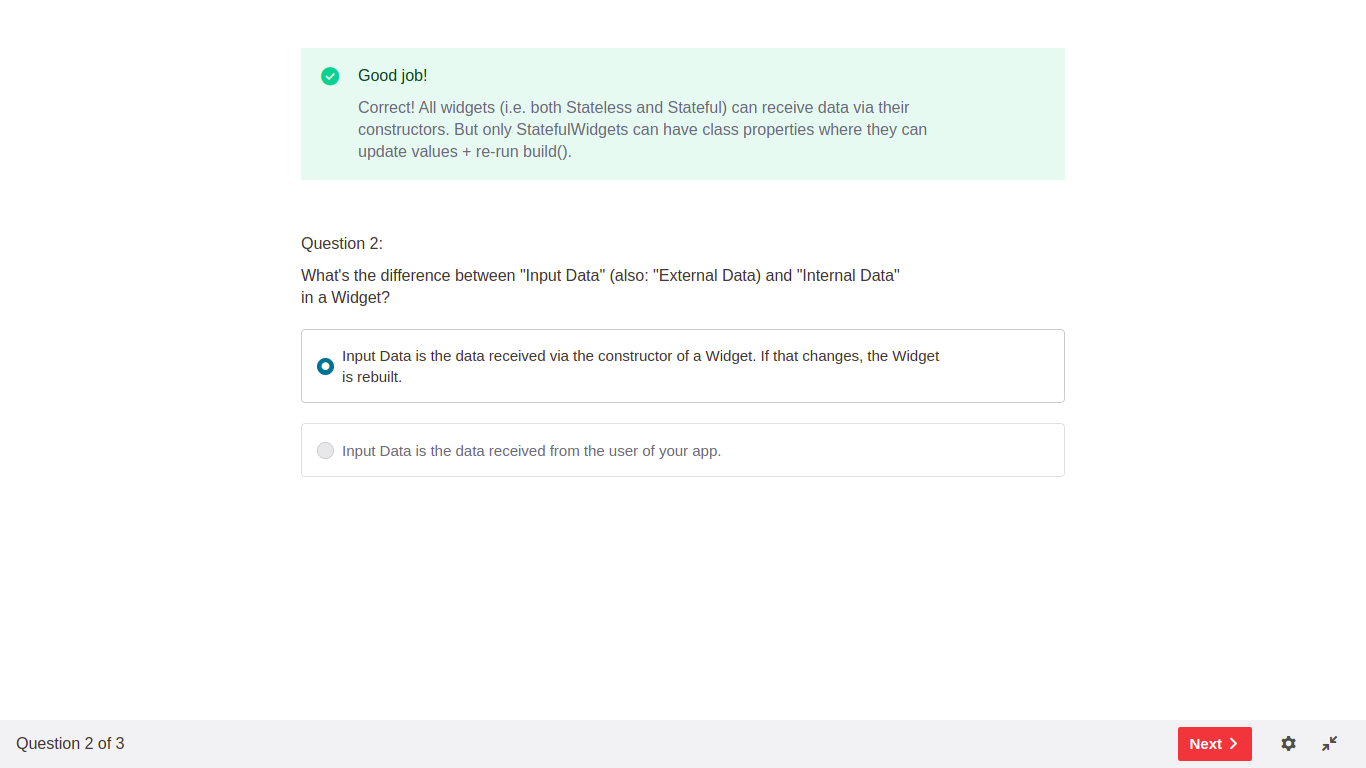 Good job!
Correct! All widgets (i.e. both Stateless and Stateful) can receive data via their
constructors. But only StatefulWidgets can have class properties where they can
update values + re-run build().
Question 2:
What's the difference between "Input Data" (also: "External Data) and "Internal Data"
in a Widget?
Input Data is the data received via the constructor of a Widget. If that changes, the Widget
is rebuilt.
Input Data is the data received from the user of your app.
Question 2 of 3
Next